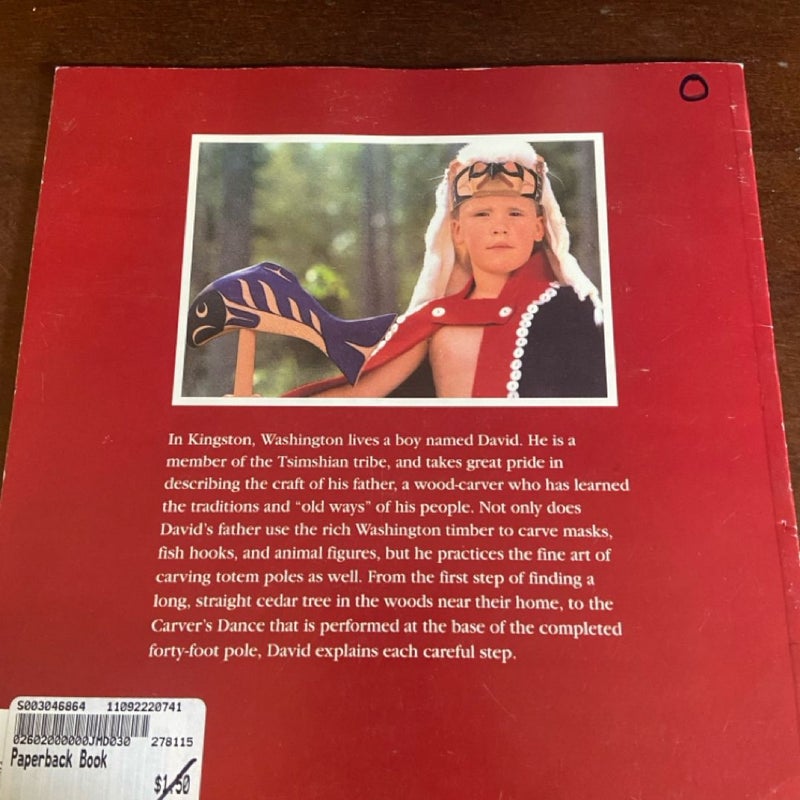 In Kingston, Washington lives a boy named David. He is a
member of the Tsimshian tribe, and takes great pride in
describing the craft of his father, a wood-carver who has learned
the traditions and "old ways" of his people. Not only does
David's father use the rich Washington timber to carve masks,
fish hooks, and animal figures, but he practices the fine art of
carving totem poles as well. From the first step of finding a
long, straight cedar tree in the woods near their home, to the
Carver's Dance that is performed at the base of the completed
forty-foot pole, David explains each careful step.
S003046864 11092220741
02602000000JMD030 278115
Paperback Book
$1.50